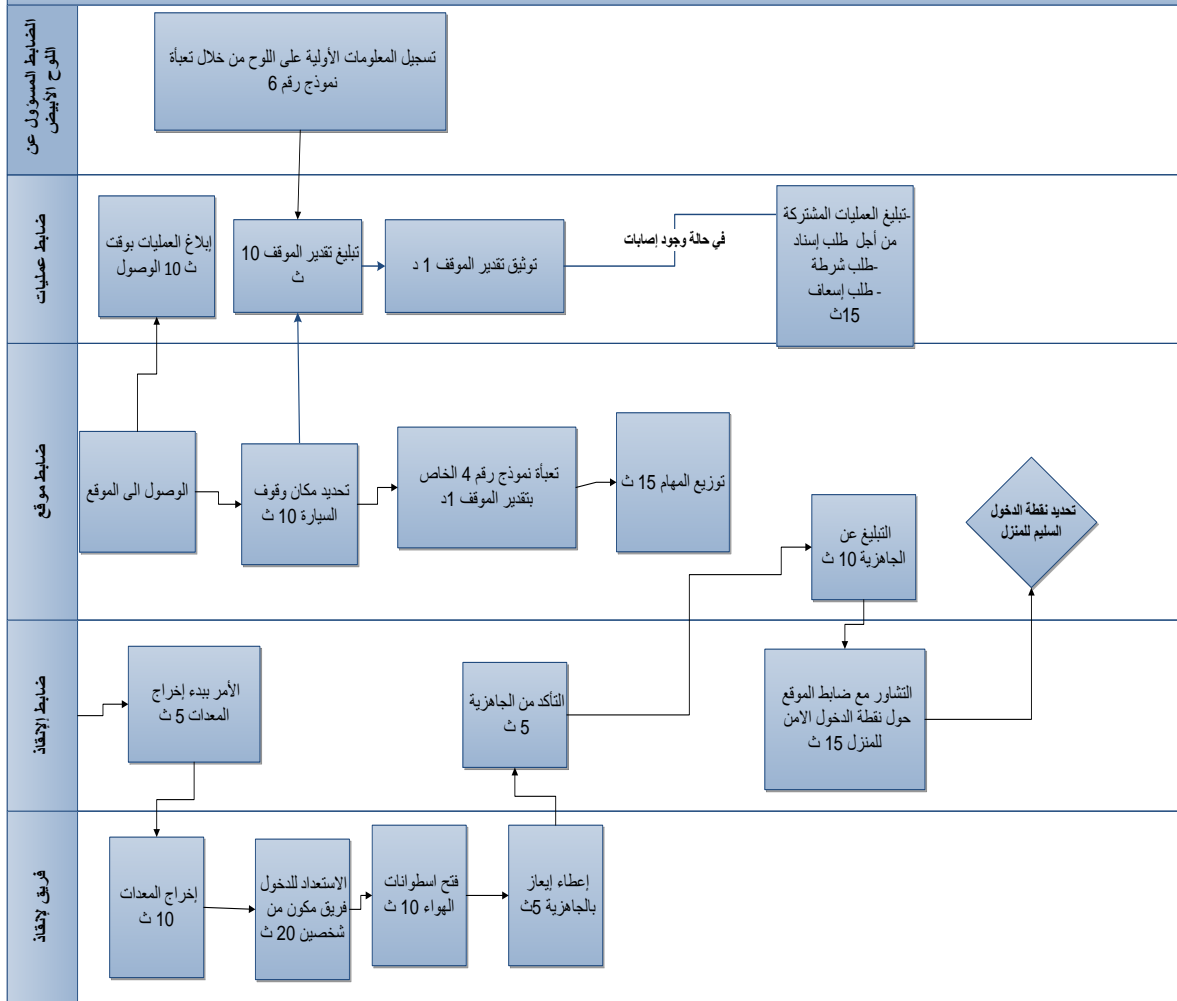 الضابط المسؤول عن
اللوح الأبيض
تسجيل المعلومات الأولية على اللوح من خلال تعبأة
نموذج رقم 6
ضابط عمليات
إبلاغ العمليات بوقت
الوصول 10 ث
تبليغ تقدير الموقف 10
ث
توثيق تقدير الموقف 1 د
في حالة وجود إصابات
-تبليغ العمليات المشتركة
من أجل طلب إسناد
-طلب شرطة
- طلب إسعاف
15ث
ضابط موقع
الوصول الى الموقع
تحديد مكان وقوف
السيارة 10 ث
تعبأة نموذج رقم 4 الخاص
بتقدير الموقف 1د
توزيع المهام 15 ث
التبليغ عن
الجاهزية 10 ث
تحديد نقطة الدخول
السليم للمنزل
ضابط الإنقاذ
الأمر ببدء إخراج
المعدات 5 ث
التأكد من الجاهزية
5 ث
التشاور مع ضابط الموقع
حول نقطة الدخول الامن
للمنزل 15 ث
فريق لإنقاذ
إخراج المعدات
10 ث
الاستعداد للدخول
فريق مكون من
شخصين 20 ث
فتح اسطوانات
الهواء 10 ث
إعطاء إيعاز
بالجاهزية 5ث